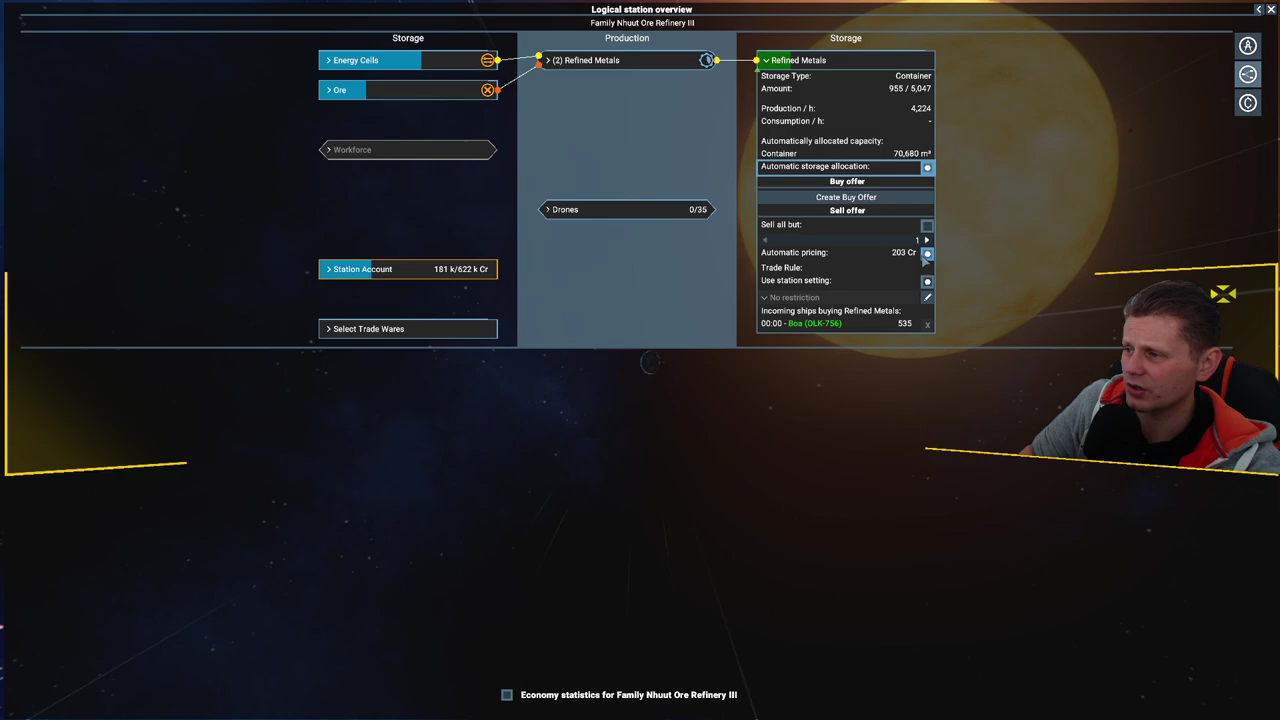 Logical station overview
Family Nhuut Ore Refinery III
Storage
Production
Storage
Energy Cells
(2) Refined Metals
Refined Metals
Ore
Workforce
Drones 0/35
Station Account 181 k/622 k Cr
Select Trade Wares
Storage Type: Container
Amount: 955 / 5,047
Production / h: 4,224
Consumption / h: -
Automatically allocated capacity:
Container 70,680 m³
Automatic storage allocation:
Buy offer
Create Buy Offer
Sell offer
Sell all but:
1
Automatic pricing: 203 Cr
Trade Rule:
Use station setting:
No restriction
Incoming ships buying Refined Metals:
00:00 - Boa (OLK-756) 535 x
Economy statistics for Family Nhuut Ore Refinery III